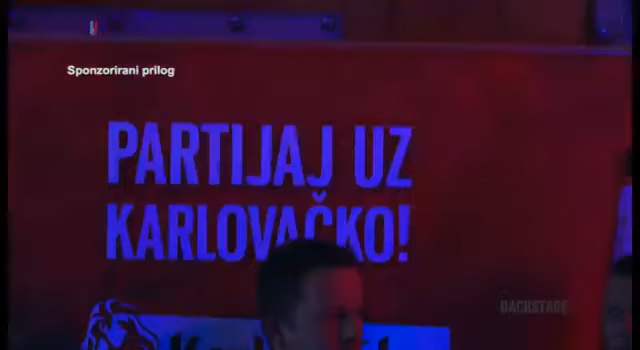 Sponzorirani prilog
PARTIJAJ UZ
KARLOVAČKO!
BACKSTAGE